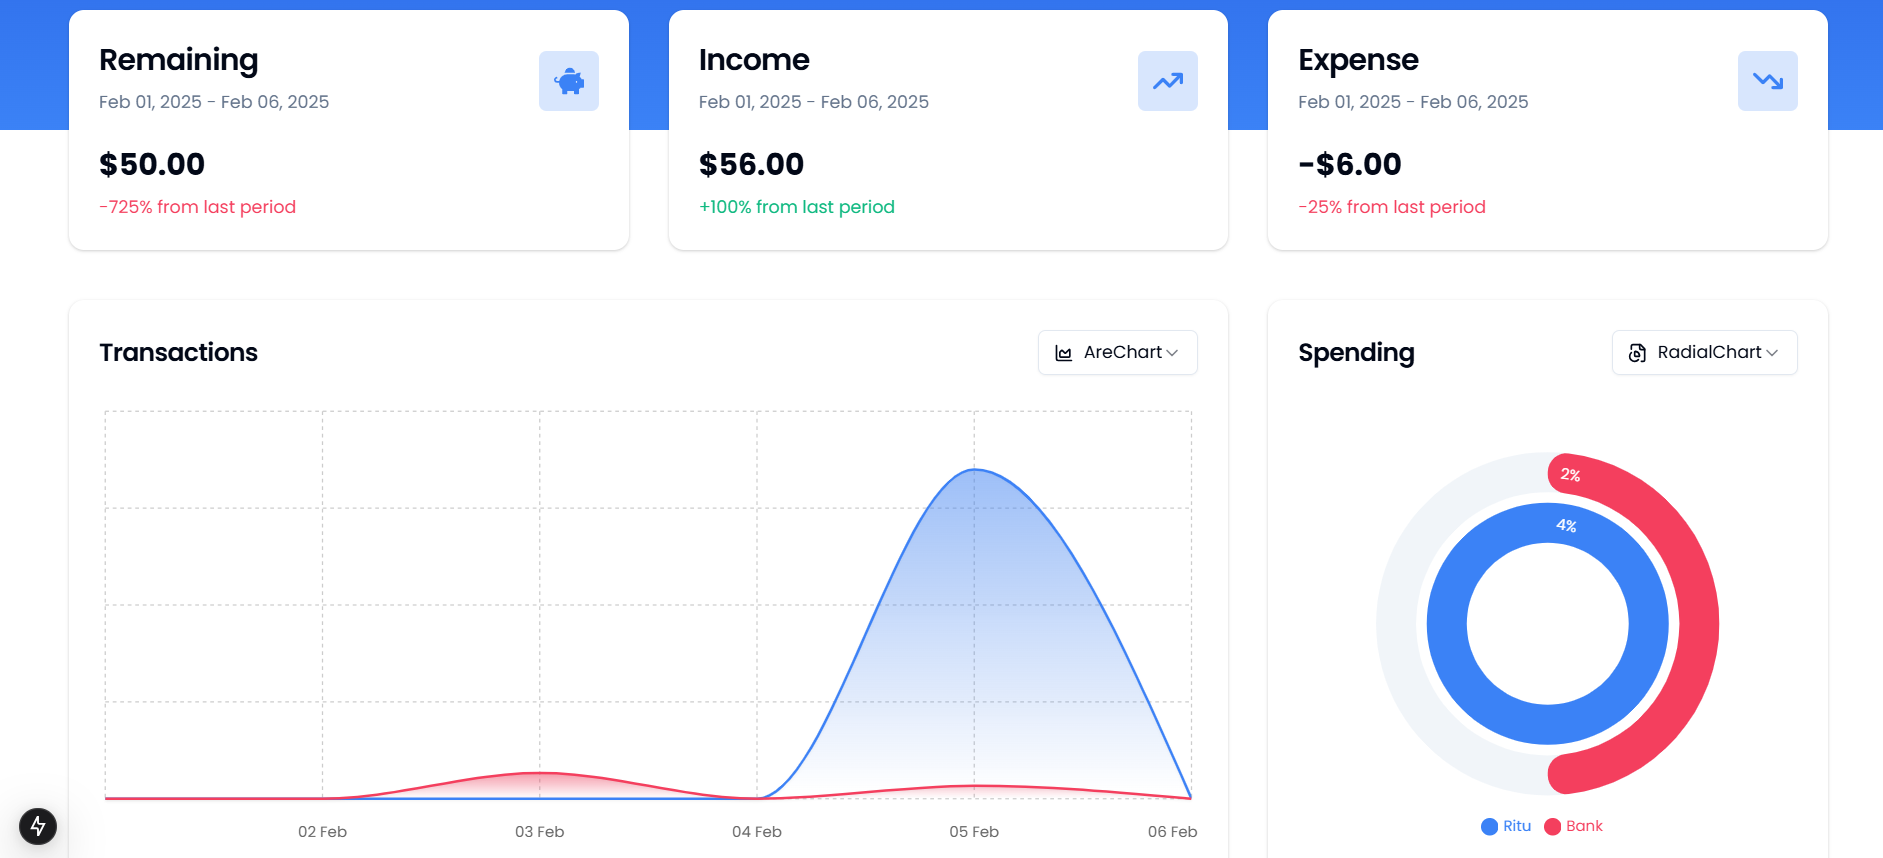 Remaining
Feb 01, 2025 - Feb 06, 2025
$50.00
-725% from last period
Income
Feb 01, 2025 - Feb 06, 2025
$56.00
+100% from last period
Expense
Feb 01, 2025 - Feb 06, 2025
-$6.00
-25% from last period
Transactions
AreChart
02 Feb
03 Feb
04 Feb
05 Feb
06 Feb
Spending
RadialChart
2%
4%
Ritu
Bank